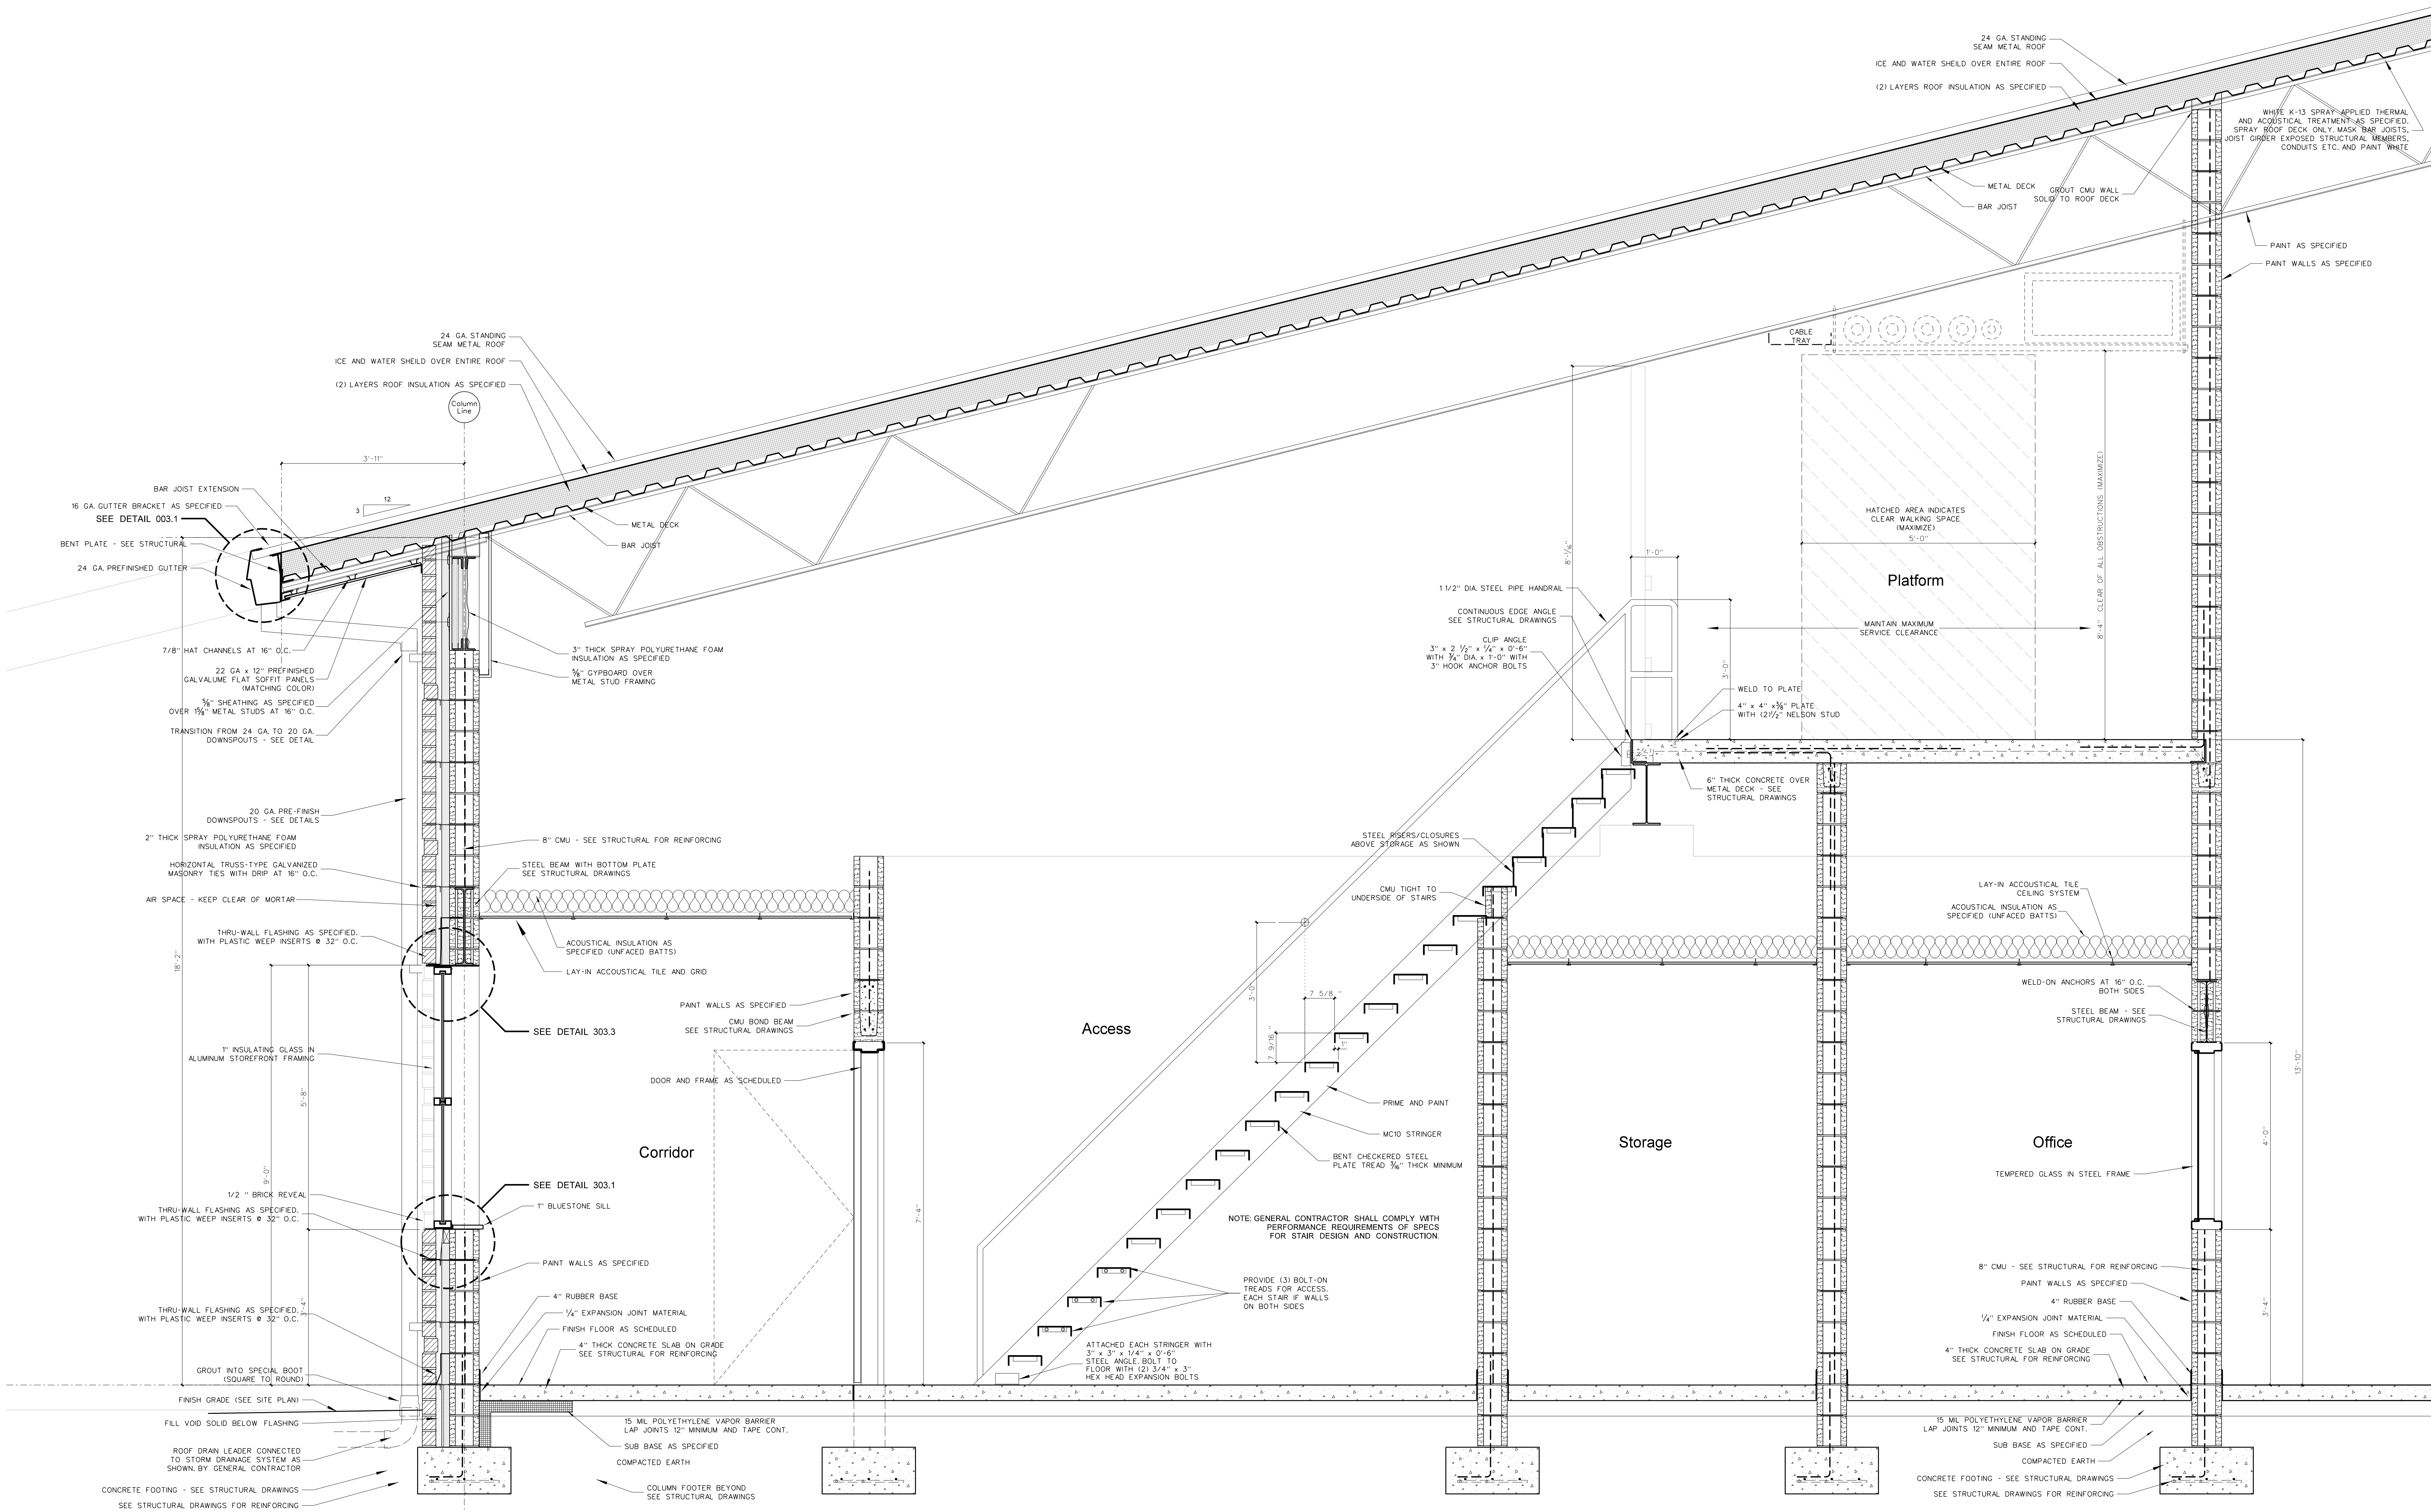 24 GA. STANDING
SEAM METAL ROOF
ICE AND WATER SHEILD OVER ENTIRE ROOF
(2) LAYERS ROOF INSULATION AS SPECIFIED
WHITE K-13 SPRAY APPLIED THERMAL
AND ACOUSTICAL TREATMENT AS SPECIFIED.
SPRAY ROOF DECK ONLY. MASK BAR JOISTS,
JOIST GIRDER EXPOSED STRUCTURAL MEMBERS,
CONDUITS ETC. AND PAINT WHITE
METAL DECK
GROUT CMU WALL
SOLID TO ROOF DECK
BAR JOIST
PAINT AS SPECIFIED
PAINT WALLS AS SPECIFIED
24 GA. STANDING
SEAM METAL ROOF
ICE AND WATER SHEILD OVER ENTIRE ROOF
(2) LAYERS ROOF INSULATION AS SPECIFIED
Column
Line
3'-11"
12
3
BAR JOIST EXTENSION
16 GA. GUTTER BRACKET AS SPECIFIED
SEE DETAIL 003.1
BENT PLATE - SEE STRUCTURAL
24 GA. PREFINISHED GUTTER
METAL DECK
BAR JOIST
7/8" HAT CHANNELS AT 16" O.C.
22 GA x 12" PREFINISHED
GALVALUME FLAT SOFFIT PANELS
(MATCHING COLOR)
5/8" SHEATHING AS SPECIFIED
OVER 1 5/8" METAL STUDS AT 16" O.C.
TRANSITION FROM 24 GA. TO 20 GA.
DOWNSPOUTS - SEE DETAIL
3" THICK SPRAY POLYURETHANE FOAM
INSULATION AS SPECIFIED
5/8" GYPBOARD OVER
METAL STUD FRAMING
20 GA. PRE-FINISH
DOWNSPOUTS - SEE DETAILS
2" THICK SPRAY POLYURETHANE FOAM
INSULATION AS SPECIFIED
HORIZONTAL TRUSS-TYPE GALVANIZED
MASONRY TIES WITH DRIP AT 16" O.C.
AIR SPACE - KEEP CLEAR OF MORTAR
THRU-WALL FLASHING AS SPECIFIED.
WITH PLASTIC WEEP INSERTS @ 32" O.C.
18'-2"
8" CMU - SEE STRUCTURAL FOR REINFORCING
STEEL BEAM WITH BOTTOM PLATE
SEE STRUCTURAL DRAWINGS
ACOUSTICAL INSULATION AS
SPECIFIED (UNFACED BATTS)
LAY-IN ACCOUSTICAL TILE AND GRID
SEE DETAIL 303.3
PAINT WALLS AS SPECIFIED
CMU BOND BEAM
SEE STRUCTURAL DRAWINGS
DOOR AND FRAME AS SCHEDULED
1" INSULATING GLASS IN
ALUMINUM STOREFRONT FRAMING
5'-8"
9'-0"
Corridor
7'-4"
SEE DETAIL 303.1
1" BLUESTONE SILL
1/2 " BRICK REVEAL
THRU-WALL FLASHING AS SPECIFIED.
WITH PLASTIC WEEP INSERTS @ 32" O.C.
PAINT WALLS AS SPECIFIED
3'-4"
THRU-WALL FLASHING AS SPECIFIED.
WITH PLASTIC WEEP INSERTS @ 32" O.C.
4" RUBBER BASE
1/4" EXPANSION JOINT MATERIAL
FINISH FLOOR AS SCHEDULED
4" THICK CONCRETE SLAB ON GRADE
SEE STRUCTURAL FOR REINFORCING
GROUT INTO SPECIAL BOOT
(SQUARE TO ROUND)
FINISH GRADE (SEE SITE PLAN)
FILL VOID SOLID BELOW FLASHING
ROOF DRAIN LEADER CONNECTED
TO STORM DRAINAGE SYSTEM AS
SHOWN. BY GENERAL CONTRACTOR
CONCRETE FOOTING - SEE STRUCTURAL DRAWINGS
SEE STRUCTURAL DRAWINGS FOR REINFORCING
15 MIL POLYETHYLENE VAPOR BARRIER
LAP JOINTS 12" MINIMUM AND TAPE CONT.
SUB BASE AS SPECIFIED
COMPACTED EARTH
COLUMN FOOTER BEYOND
SEE STRUCTURAL DRAWINGS
CABLE
TRAY
HATCHED AREA INDICATES
CLEAR WALKING SPACE
(MAXIMIZE)
5'-0"
Platform
8'-4" CLEAR OF ALL OBSTRUCTIONS (MAXIMIZE)
MAINTAIN MAXIMUM
SERVICE CLEARANCE
8'-1/16"
1'-0"
3'-0"
1 1/2" DIA. STEEL PIPE HANDRAIL
CONTINUOUS EDGE ANGLE
SEE STRUCTURAL DRAWINGS
CLIP ANGLE
3" x 2 1/2" x 1/4" x 0'-6"
WITH 3/4" DIA. x 1'-0" WITH
3" HOOK ANCHOR BOLTS
WELD TO PLATE
4" x 4" x 3/8" PLATE
WITH (2)1/2" NELSON STUD
6" THICK CONCRETE OVER
METAL DECK - SEE
STRUCTURAL DRAWINGS
STEEL RISERS/CLOSURES
ABOVE STORAGE AS SHOWN
CMU TIGHT TO
UNDERSIDE OF STAIRS
Access
3'-0"
7 5/8 "
7 9/16 "
1"
PRIME AND PAINT
MC10 STRINGER
BENT CHECKERED STEEL
PLATE TREAD 3/16" THICK MINIMUM
NOTE: GENERAL CONTRACTOR SHALL COMPLY WITH
PERFORMANCE REQUIREMENTS OF SPECS
FOR STAIR DESIGN AND CONSTRUCTION.
PROVIDE (3) BOLT-ON
TREADS FOR ACCESS.
EACH STAIR IF WALLS
ON BOTH SIDES
ATTACHED EACH STRINGER WITH
3" x 3" x 1/4" x 0'-6"
STEEL ANGLE. BOLT TO
FLOOR WITH (2) 3/4" x 3"
HEX HEAD EXPANSION BOLTS
Storage
Office
LAY-IN ACCOUSTICAL TILE
CEILING SYSTEM
ACOUSTICAL INSULATION AS
SPECIFIED (UNFACED BATTS)
WELD-ON ANCHORS AT 16" O.C.
BOTH SIDES
STEEL BEAM - SEE
STRUCTURAL DRAWINGS
13'-10"
4'-0"
TEMPERED GLASS IN STEEL FRAME
8" CMU - SEE STRUCTURAL FOR REINFORCING
PAINT WALLS AS SPECIFIED
4" RUBBER BASE
1/4" EXPANSION JOINT MATERIAL
FINISH FLOOR AS SCHEDULED
4" THICK CONCRETE SLAB ON GRADE
SEE STRUCTURAL FOR REINFORCING
3'-4"
15 MIL POLYETHYLENE VAPOR BARRIER
LAP JOINTS 12" MINIMUM AND TAPE CONT.
SUB BASE AS SPECIFIED
COMPACTED EARTH
CONCRETE FOOTING - SEE STRUCTURAL DRAWINGS
SEE STRUCTURAL DRAWINGS FOR REINFORCING